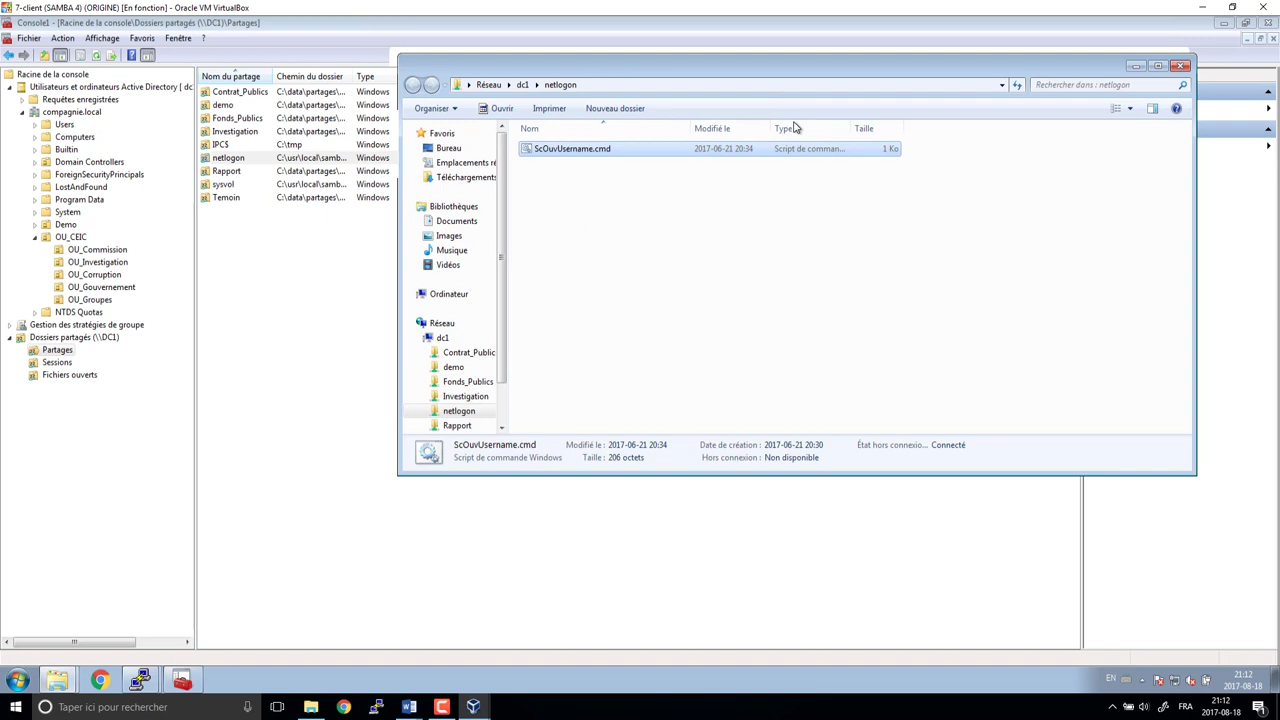 7-client (SAMBA 4) (ORIGINE) [En fonction] - Oracle VM VirtualBox
Console1 - [Racine de la console\Dossiers partagés (\\DC1)\Partages]
Fichier Action Affichage Favoris Fenêtre ?
Racine de la console
Utilisateurs et ordinateurs Active Directory [ dc
Requêtes enregistrées
compagnie.local
Users
Computers
Builtin
Domain Controllers
ForeignSecurityPrincipals
LostAndFound
Program Data
System
Demo
OU_CEIC
OU_Commission
OU_Investigation
OU_Corruption
OU_Gouvernement
OU_Groupes
NTDS Quotas
Gestion des stratégies de groupe
Dossiers partagés (\\DC1)
Partages
Sessions
Fichiers ouverts
Nom du partage Chemin du dossier Type
Contrat_Publics C:\data\partages\... Windows
demo C:\data\partages\... Windows
Fonds_Publics C:\data\partages\... Windows
Investigation C:\data\partages\... Windows
IPC$ C:\tmp Windows
netlogon C:\usr\local\samb... Windows
Rapport C:\data\partages\... Windows
sysvol C:\usr\local\samb... Windows
Temoin C:\data\partages\... Windows
Réseau dc1 netlogon
Rechercher dans : netlogon
Organiser Ouvrir Imprimer Nouveau dossier
Favoris
Bureau
Emplacements ré
Téléchargements
Bibliothèques
Documents
Images
Musique
Vidéos
Ordinateur
Réseau
dc1
Contrat_Public
demo
Fonds_Publics
Investigation
netlogon
Rapport
Nom Modifié le Type Taille
ScOuvUsername.cmd 2017-06-21 20:34 Script de comman... 1 Ko
ScOuvUsername.cmd Modifié le : 2017-06-21 20:34 Date de création : 2017-06-21 20:30 État hors connexio... Connecté
Script de commande Windows Taille : 206 octets Hors connexion : Non disponible
EN 21:12
2017-08-18
Taper ici pour rechercher
FRA 21:12
2017-08-18